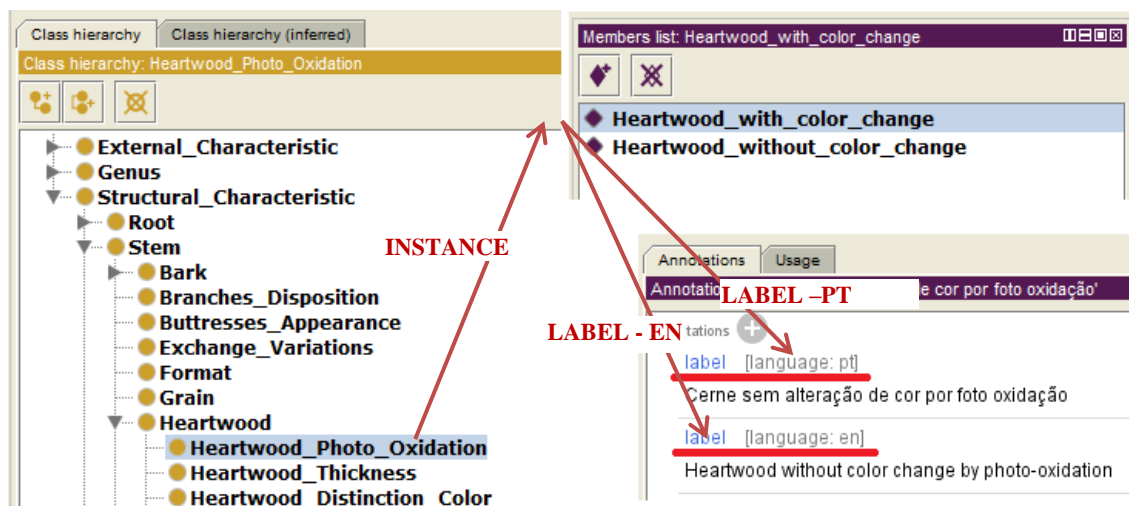 Class hierarchy
Class hierarchy (inferred)
Class hierarchy: Heartwood_Photo_Oxidation
External_Characteristic
Genus
Structural_Characteristic
Root
Stem
Bark
Branches_Disposition
Buttresses_Appearance
Exchange_Variations
Format
Grain
Heartwood
Heartwood_Photo_Oxidation
Heartwood_Thickness
Heartwood_Distinction_Color
INSTANCE
Members list: Heartwood_with_color_change
Heartwood_with_color_change
Heartwood_without_color_change
Annotations
Usage
Annotatio
e cor por foto oxidação'
LABEL –PT
LABEL - EN
tations
label [language: pt]
Cerne sem alteração de cor por foto oxidação
label [language: en]
Heartwood without color change by photo-oxidation